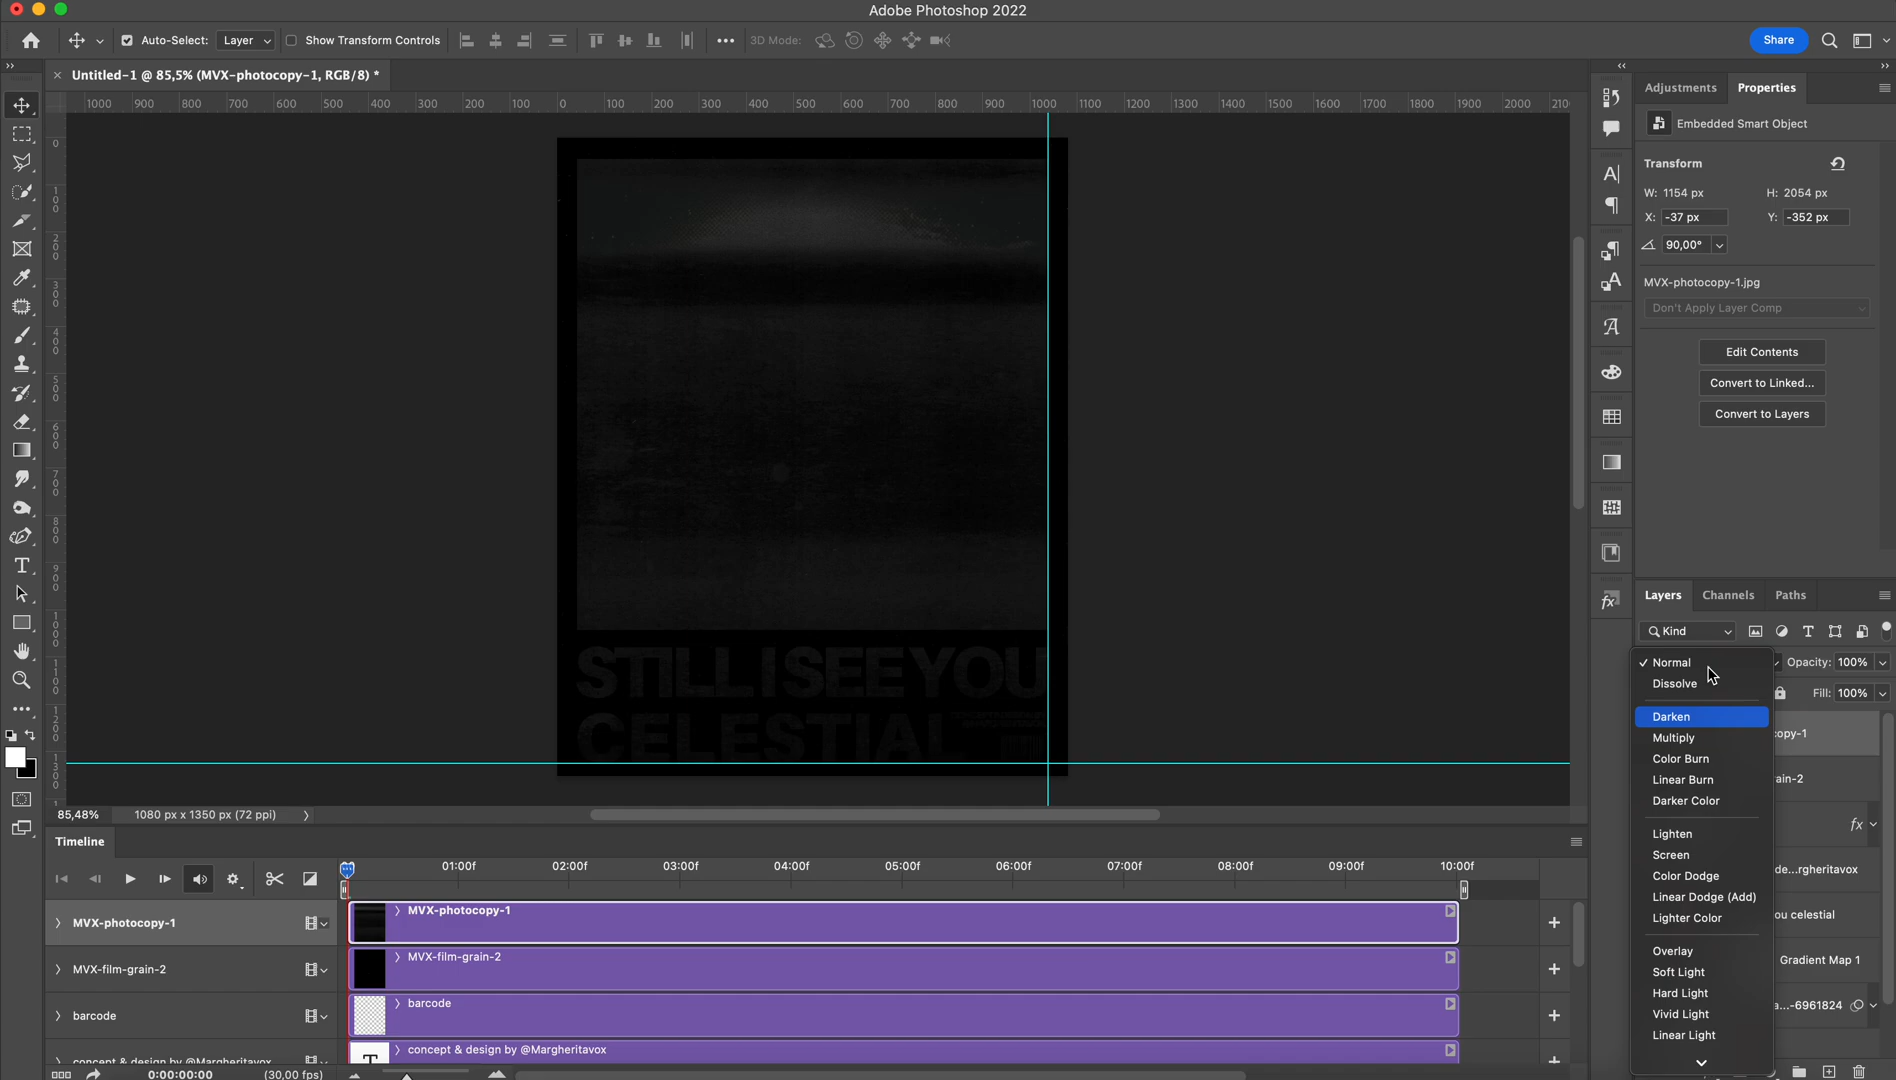 Adobe Photoshop 2022
Auto-Select: Layer Show Transform Controls 3D Mode: Share
Untitled-1 @ 85,5% (MVX-photocopy-1, RGB/8) *
1000 900 800 700 600 500 400 300 200 100 0 100 200 300 400 500 600 700 800 900 1000 1100 1200 1300 1400 1500 1600 1700 1800 1900 2000
Adjustments Properties
Embedded Smart Object
Transform
W: 1154 px H: 2054 px
X: -37 px Y: -352 px
90,00°
MVX-photocopy-1.jpg
Don't Apply Layer Comp
Edit Contents
Convert to Linked...
Convert to Layers
STILL I SEE YOU
CELESTIAL
Layers Channels Paths
Kind
Normal Opacity: 100%
Dissolve Fill: 100%
Darken
Multiply
Color Burn
Linear Burn
Darker Color
Lighten
Screen
Color Dodge
Linear Dodge (Add)
Lighter Color
Overlay
Soft Light
Hard Light
Vivid Light
Linear Light
opy-1
ain-2
fx
de...rgheritavox
ou celestial
Gradient Map 1
a...-6961824
85,48% 1080 px x 1350 px (72 ppi)
Timeline
01:00f 02:00f 03:00f 04:00f 05:00f 06:00f 07:00f 08:00f 09:00f 10:00f
MVX-photocopy-1 MVX-photocopy-1
MVX-film-grain-2 MVX-film-grain-2
barcode barcode
concept & design by @Margheritavox concept & design by @Margheritavox
0:00:00:00 (30,00 fps)